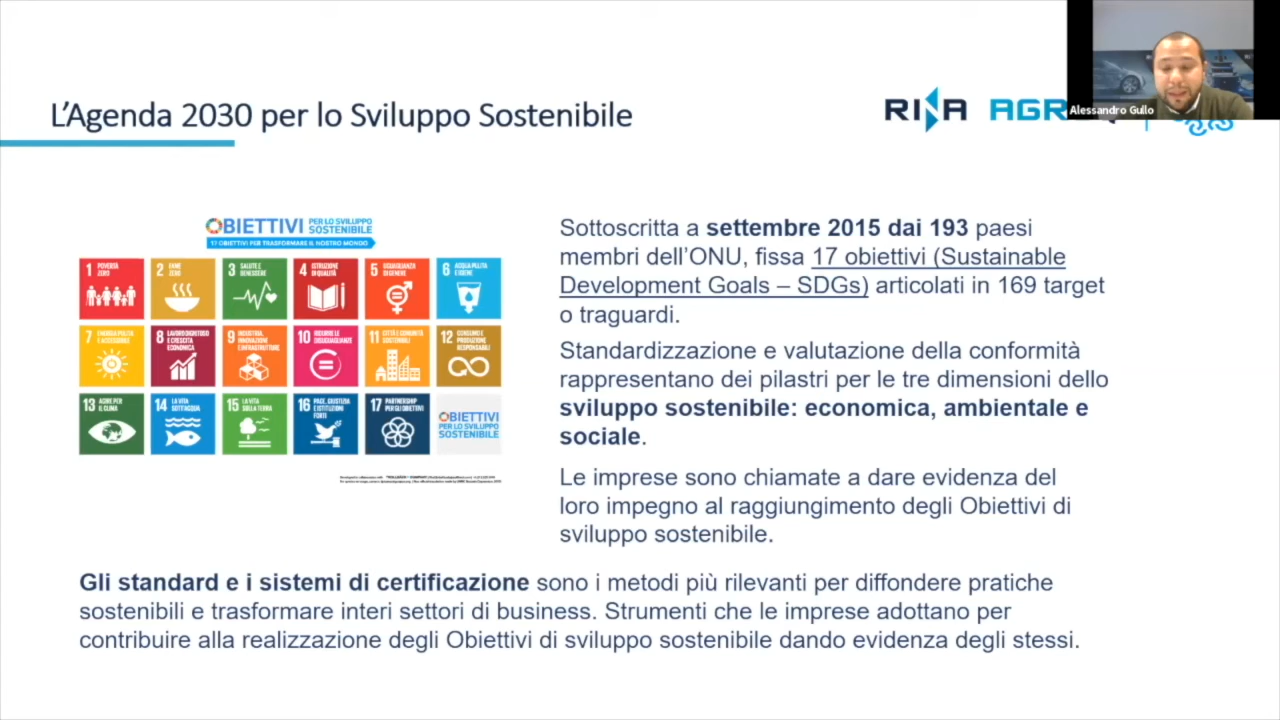 L'Agenda 2030 per lo Sviluppo Sostenibile
RINA AGR
Alessandro Gullo
OBIETTIVI PER LO SVILUPPO
SOSTENIBILE
17 OBIETTIVI PER TRASFORMARE IL NOSTRO MONDO
1 POVERTÀ ZERO
2 FAME ZERO
3 SALUTE E BENESSERE
4 ISTRUZIONE DI QUALITÀ
5 UGUAGLIANZA DI GENERE
6 ACQUA PULITA E IGIENE
7 ENERGIA PULITA E ACCESSIBILE
8 LAVORO DIGNITOSO E CRESCITA ECONOMICA
9 INDUSTRIA, INNOVAZIONE E INFRASTRUTTURE
10 RIDURRE LE DISUGUAGLIANZE
11 CITTÀ E COMUNITÀ SOSTENIBILI
12 CONSUMO E PRODUZIONE RESPONSABILI
13 AGIRE PER IL CLIMA
14 LA VITA SOTT'ACQUA
15 LA VITA SULLA TERRA
16 PACE, GIUSTIZIA E ISTITUZIONI FORTI
17 PARTNERSHIP PER GLI OBIETTIVI
OBIETTIVI
PER LO SVILUPPO
SOSTENIBILE
Sottoscritta a settembre 2015 dai 193 paesi
membri dell'ONU, fissa 17 obiettivi (Sustainable
Development Goals – SDGs) articolati in 169 target
o traguardi.
Standardizzazione e valutazione della conformità
rappresentano dei pilastri per le tre dimensioni dello
sviluppo sostenibile: economica, ambientale e
sociale.
Le imprese sono chiamate a dare evidenza del
loro impegno al raggiungimento degli Obiettivi di
sviluppo sostenibile.
Gli standard e i sistemi di certificazione sono i metodi più rilevanti per diffondere pratiche
sostenibili e trasformare interi settori di business. Strumenti che le imprese adottano per
contribuire alla realizzazione degli Obiettivi di sviluppo sostenibile dando evidenza degli stessi.